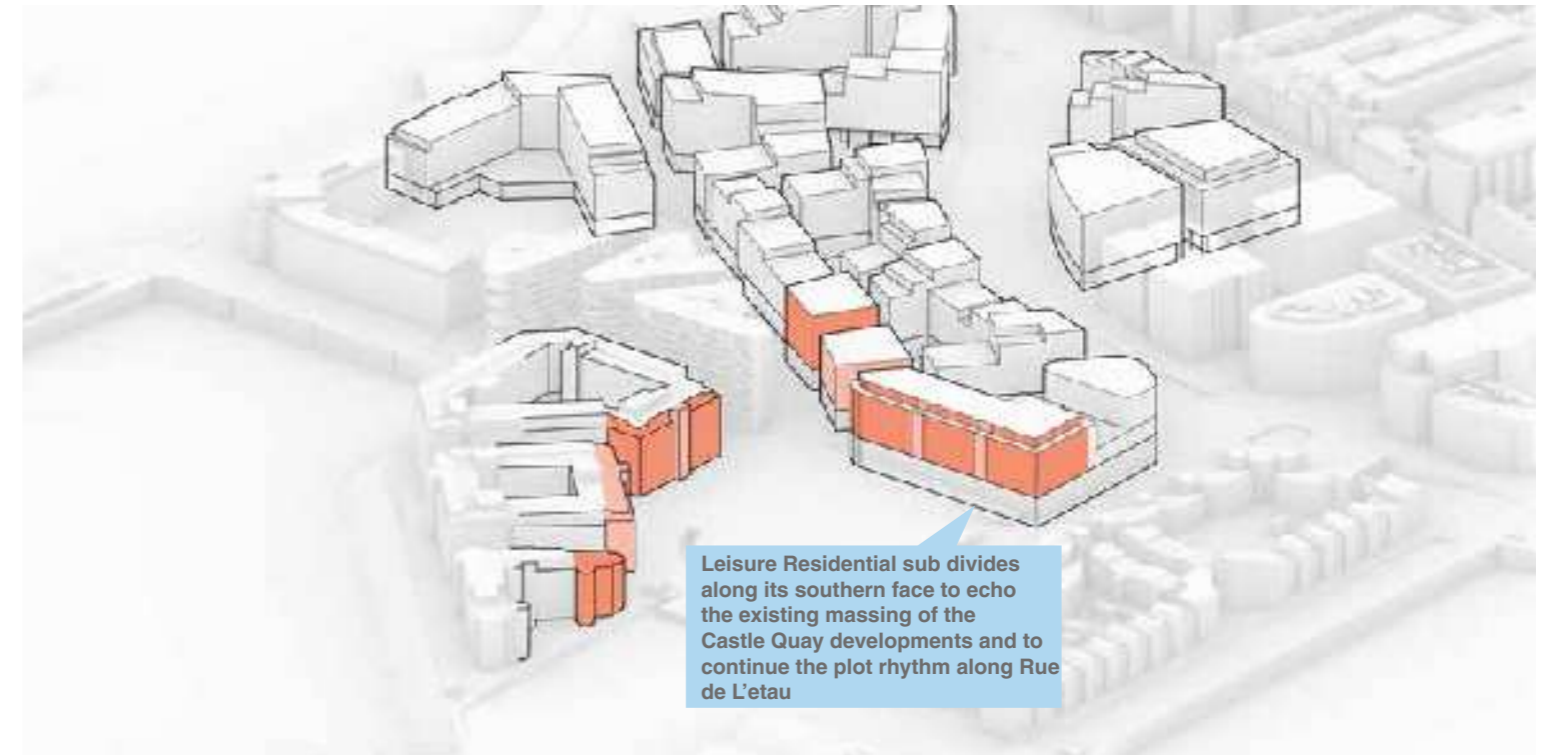 Leisure Residential sub divides
along its southern face to echo
the existing massing of the
Castle Quay developments and to
continue the plot rhythm along Rue
de L’etau